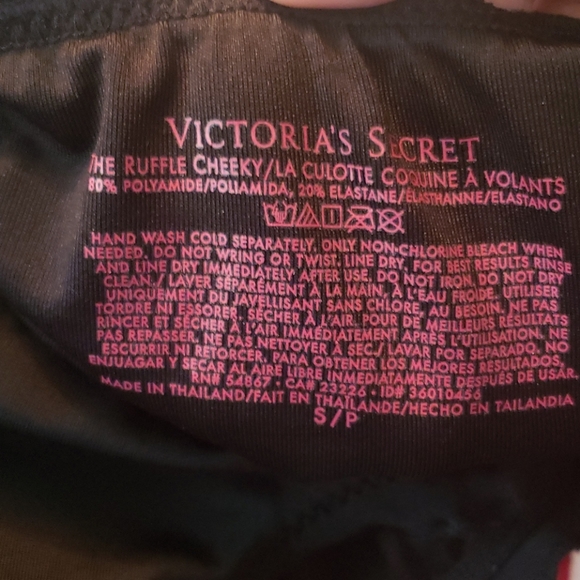 VICTORIA'S SECRET
THE RUFFLE CHEEKY/LA CULOTTE COQUINE À VOLANTS
80% POLYAMIDE/POLIAMIDA, 20% ELASTANE/ÉLASTHANNE/ELASTANO
HAND WASH COLD SEPARATELY. ONLY NON-CHLORINE BLEACH WHEN
NEEDED. DO NOT WRING OR TWIST. LINE DRY. FOR BEST RESULTS RINSE
AND LINE DRY IMMEDIATELY AFTER USE. DO NOT IRON. DO NOT DRY
CLEAN./ LAVER SÉPARÉMENT À LA MAIN, À L'EAU FROIDE. UTILISER
UNIQUEMENT DU JAVELLISANT SANS CHLORE, AU BESOIN. NE PAS
TORDRE NI ESSORER. SÉCHER À L'AIR. POUR DE MEILLEURS RÉSULTATS
RINCER ET SÉCHER À L'AIR IMMÉDIATEMENT APRÈS L'UTILISATION. NE
PAS REPASSER. NE PAS NETTOYER À SEC./ LAVAR POR SEPARADO. NO
ESCURRIR NI RETORCER. PARA OBTENER LOS MEJORES RESULTADOS,
ENJUAGAR Y SECAR AL AIRE LIBRE INMEDIATAMENTE DESPUÉS DE USAR.
RN# 54867 • CA# 23226 • ID# 36010456
MADE IN THAILAND/FAIT EN THAÏLANDE/HECHO EN TAILANDIA
S/P